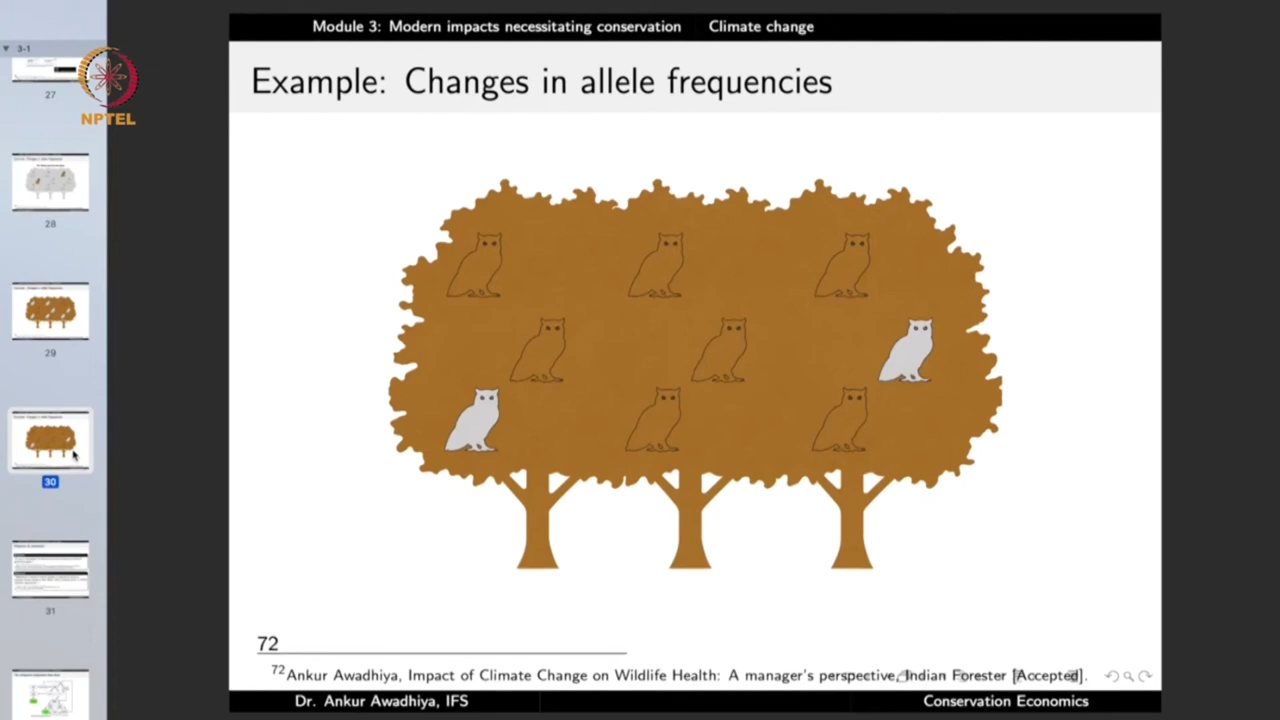 Module 3: Modern impacts necessitating conservation Climate change
3-1
Example: Changes in allele frequencies
27
NPTEL
28
29
30
31
72
72 Ankur Awadhiya, Impact of Climate Change on Wildlife Health: A manager's perspective, Indian Forester [Accepted].
Dr. Ankur Awadhiya, IFS Conservation Economics